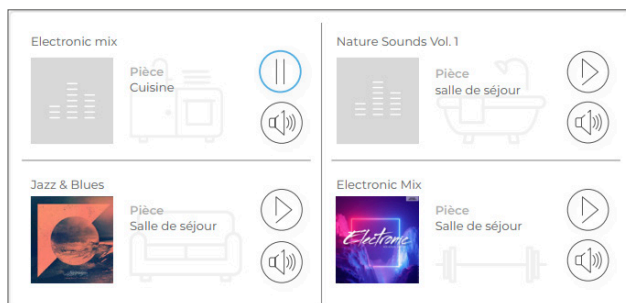 Electronic mix
Pièce
Cuisine
Nature Sounds Vol. 1
Pièce
salle de séjour
Jazz & Blues
Pièce
Salle de séjour
Electronic Mix
Electronic
Pièce
Salle de séjour